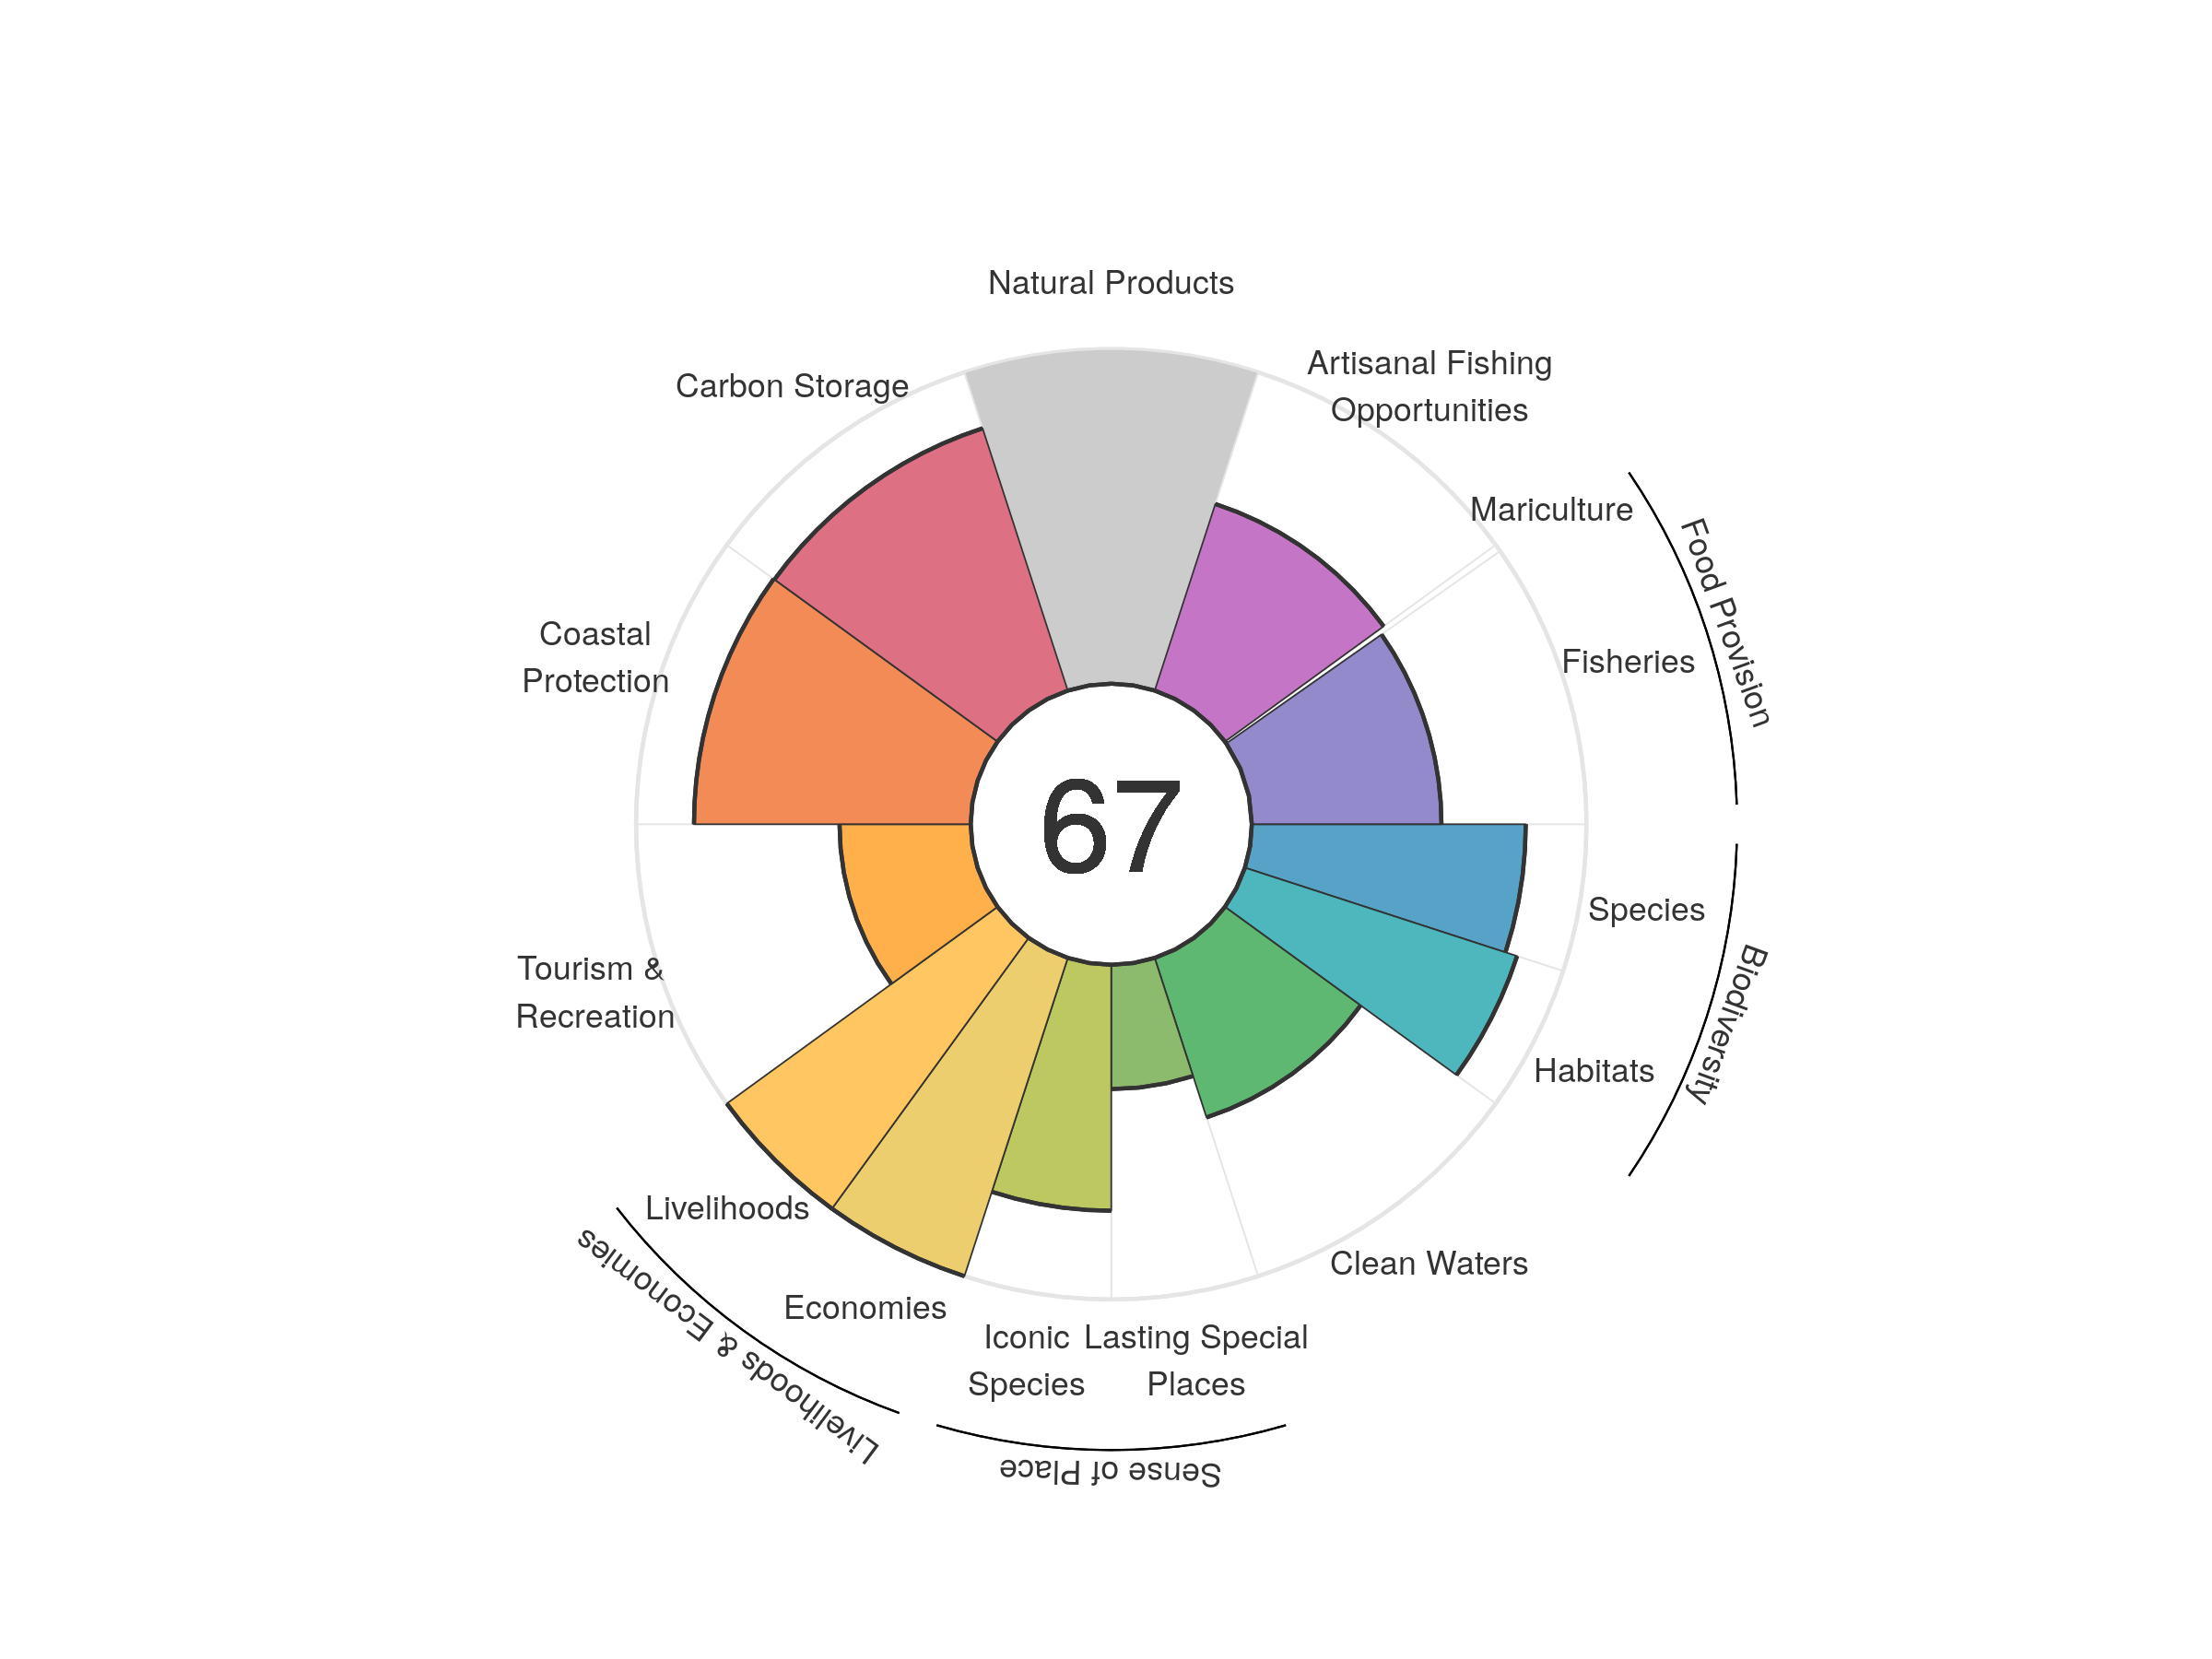 Natural Products
Artisanal Fishing
Opportunities
Carbon Storage
Mariculture
Food Provision
Fisheries
Coastal
Protection
67
Species
Biodiversity
Tourism &
Recreation
Habitats
Livelihoods
Clean Waters
Economies
Livelihoods & Economies
Iconic
Species
Lasting Special
Places
Sense of Place